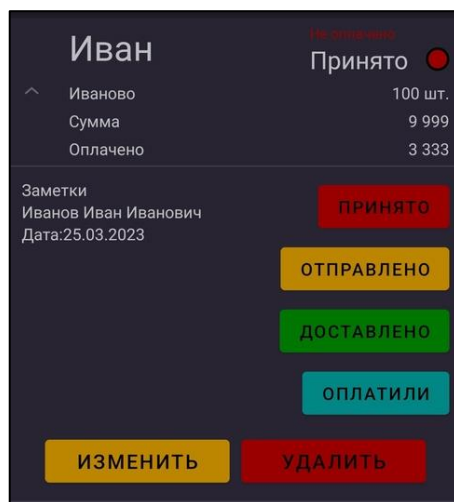 Не оплачено
Иван
Принято
Иваново 100 шт.
Сумма 9 999
Оплачено 3 333
Заметки
Иванов Иван Иванович
Дата:25.03.2023
ПРИНЯТО
ОТПРАВЛЕНО
ДОСТАВЛЕНО
ОПЛАТИЛИ
ИЗМЕНИТЬ УДАЛИТЬ